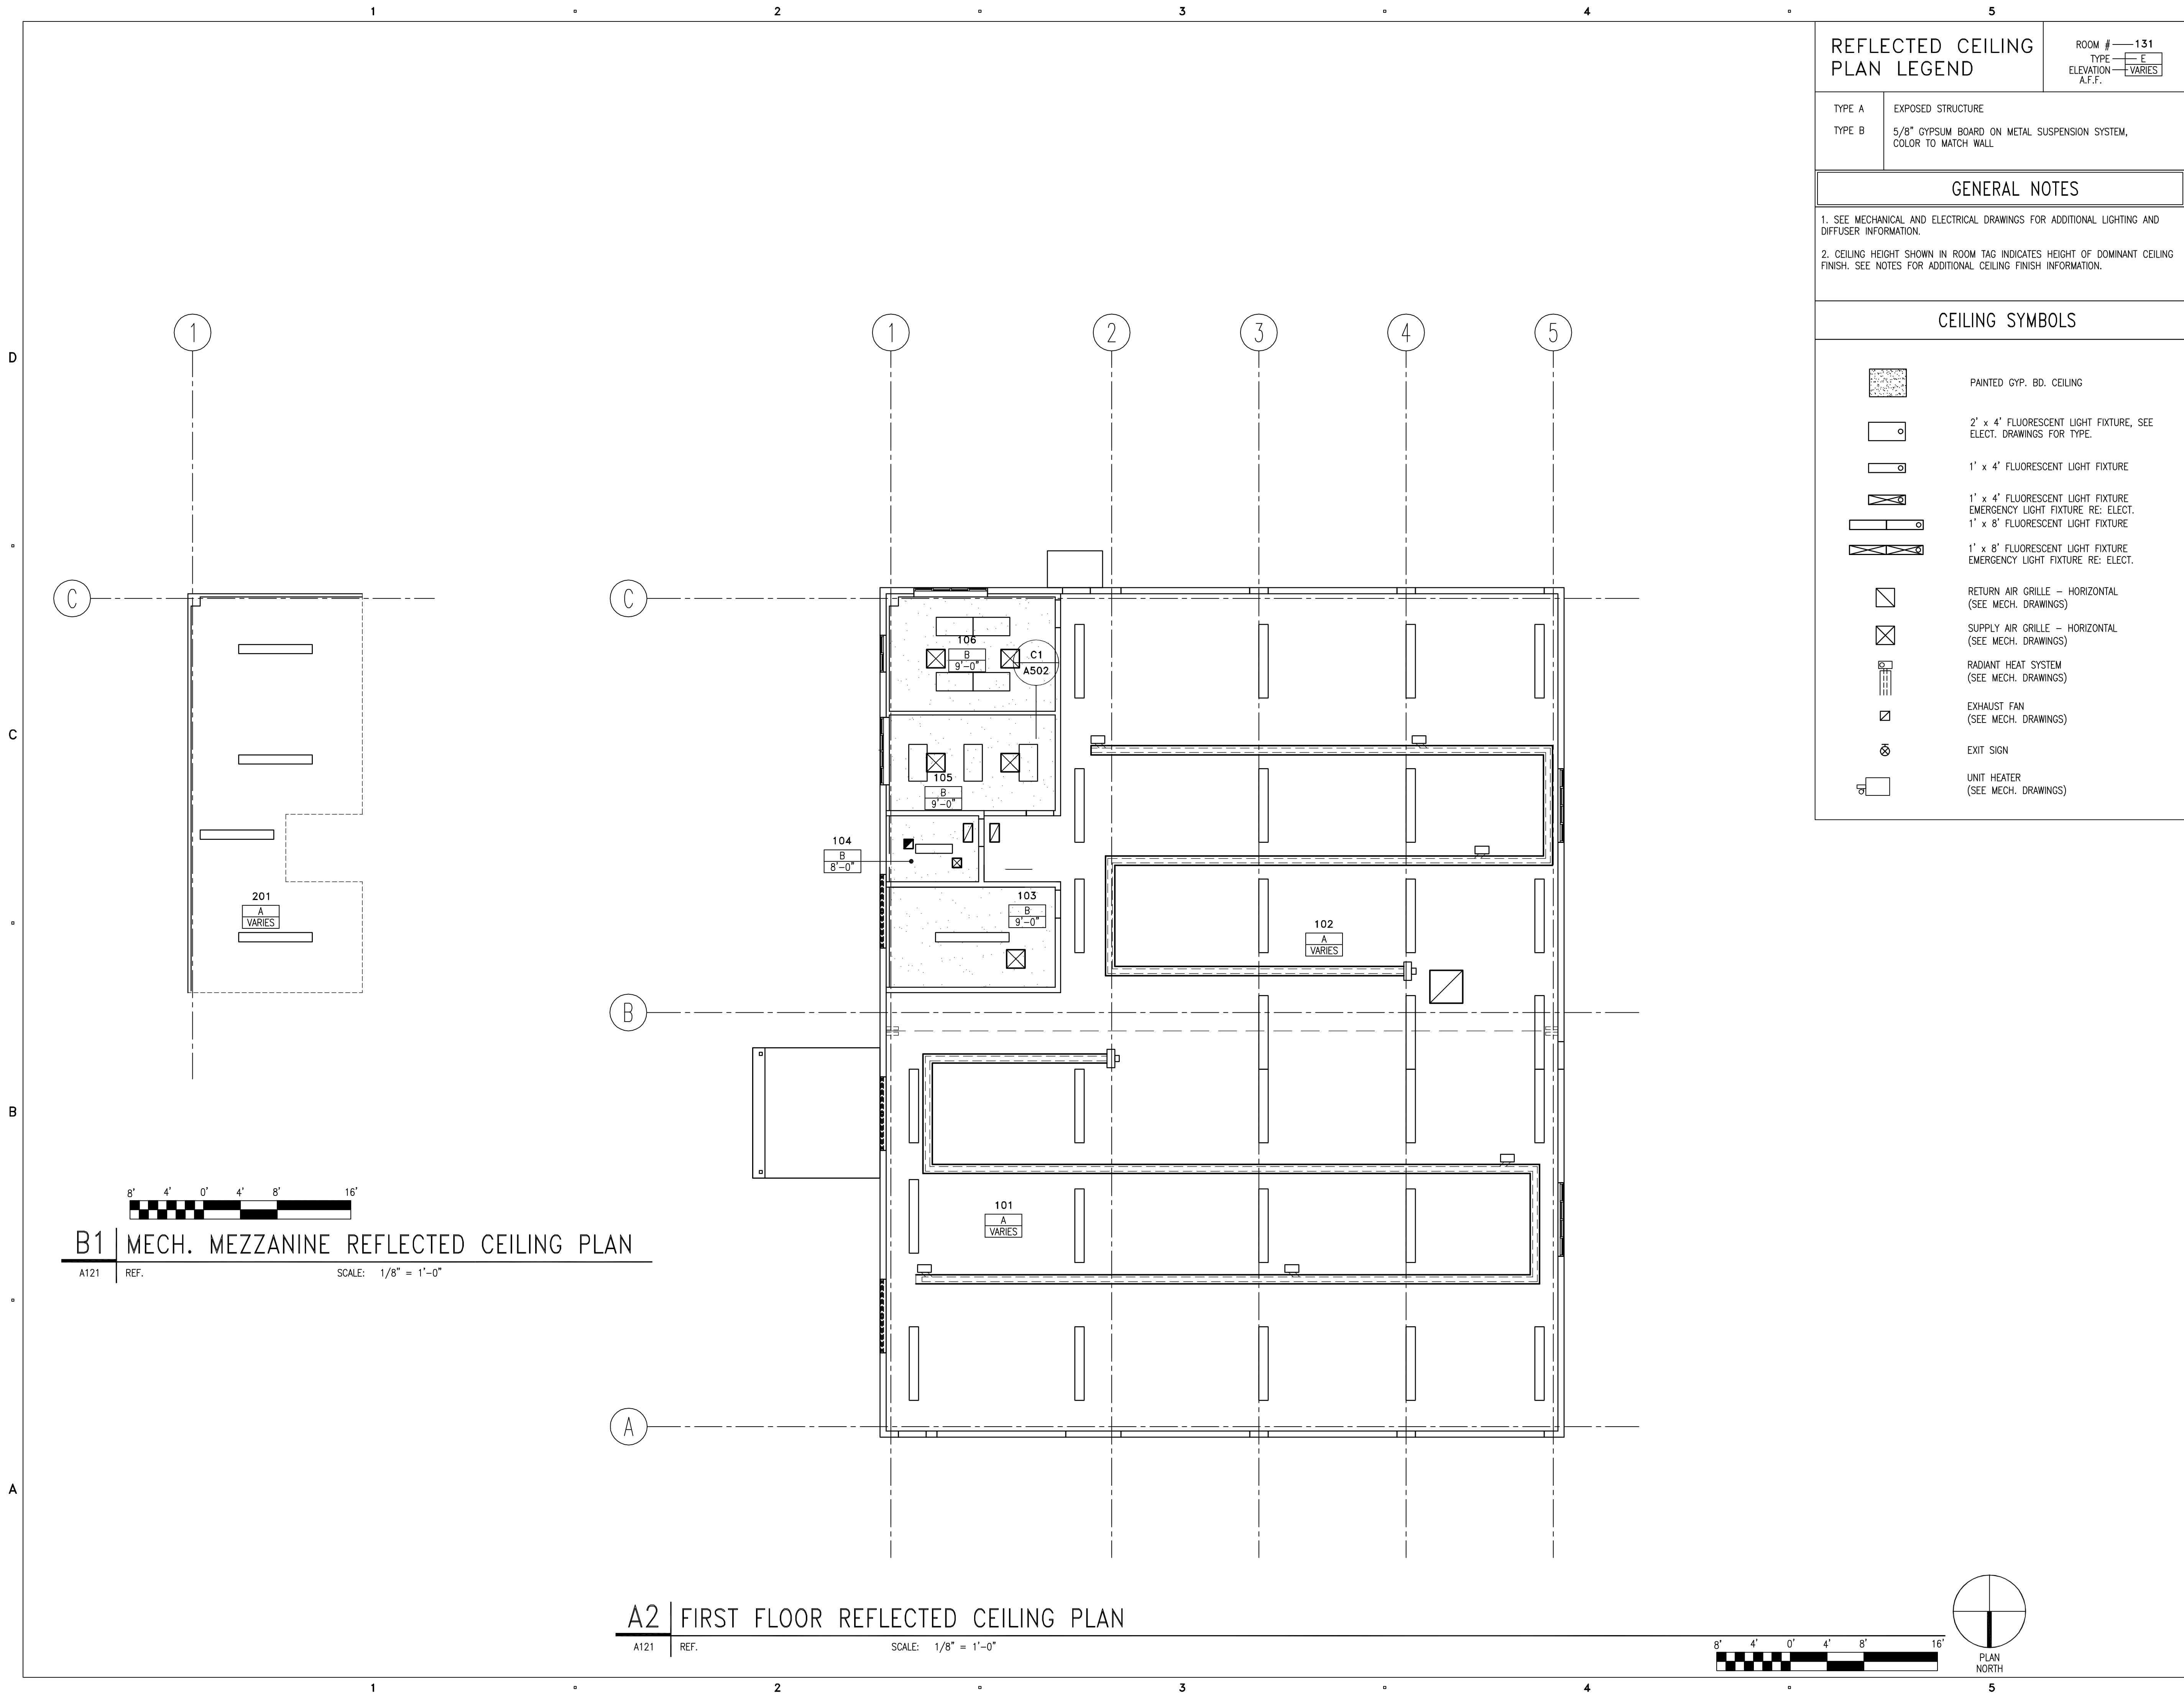 1 2 3 4 5
REFLECTED CEILING
PLAN LEGEND
ROOM # 131
TYPE E
ELEVATION VARIES
A.F.F.
TYPE A EXPOSED STRUCTURE
TYPE B 5/8" GYPSUM BOARD ON METAL SUSPENSION SYSTEM,
COLOR TO MATCH WALL
GENERAL NOTES
1. SEE MECHANICAL AND ELECTRICAL DRAWINGS FOR ADDITIONAL LIGHTING AND
DIFFUSER INFORMATION.
2. CEILING HEIGHT SHOWN IN ROOM TAG INDICATES HEIGHT OF DOMINANT CEILING
FINISH. SEE NOTES FOR ADDITIONAL CEILING FINISH INFORMATION.
CEILING SYMBOLS
PAINTED GYP. BD. CEILING
2' x 4' FLUORESCENT LIGHT FIXTURE, SEE
ELECT. DRAWINGS FOR TYPE.
1' x 4' FLUORESCENT LIGHT FIXTURE
1' x 4' FLUORESCENT LIGHT FIXTURE
EMERGENCY LIGHT FIXTURE RE: ELECT.
1' x 8' FLUORESCENT LIGHT FIXTURE
1' x 8' FLUORESCENT LIGHT FIXTURE
EMERGENCY LIGHT FIXTURE RE: ELECT.
RETURN AIR GRILLE – HORIZONTAL
(SEE MECH. DRAWINGS)
SUPPLY AIR GRILLE – HORIZONTAL
(SEE MECH. DRAWINGS)
RADIANT HEAT SYSTEM
(SEE MECH. DRAWINGS)
EXHAUST FAN
(SEE MECH. DRAWINGS)
EXIT SIGN
UNIT HEATER
(SEE MECH. DRAWINGS)
D
C
B
A
1
C
201
A
VARIES
8' 4' 0' 4' 8' 16'
B1 MECH. MEZZANINE REFLECTED CEILING PLAN
A121 REF. SCALE: 1/8" = 1'–0"
1 2 3 4 5
C
B
A
106
B
9'–0"
C1
A502
105
B
9'–0"
104
B
8'–0"
103
B
9'–0"
102
A
VARIES
101
A
VARIES
A2 FIRST FLOOR REFLECTED CEILING PLAN
A121 REF. SCALE: 1/8" = 1'–0"
8' 4' 0' 4' 8' 16'
PLAN
NORTH
1 2 3 4 5